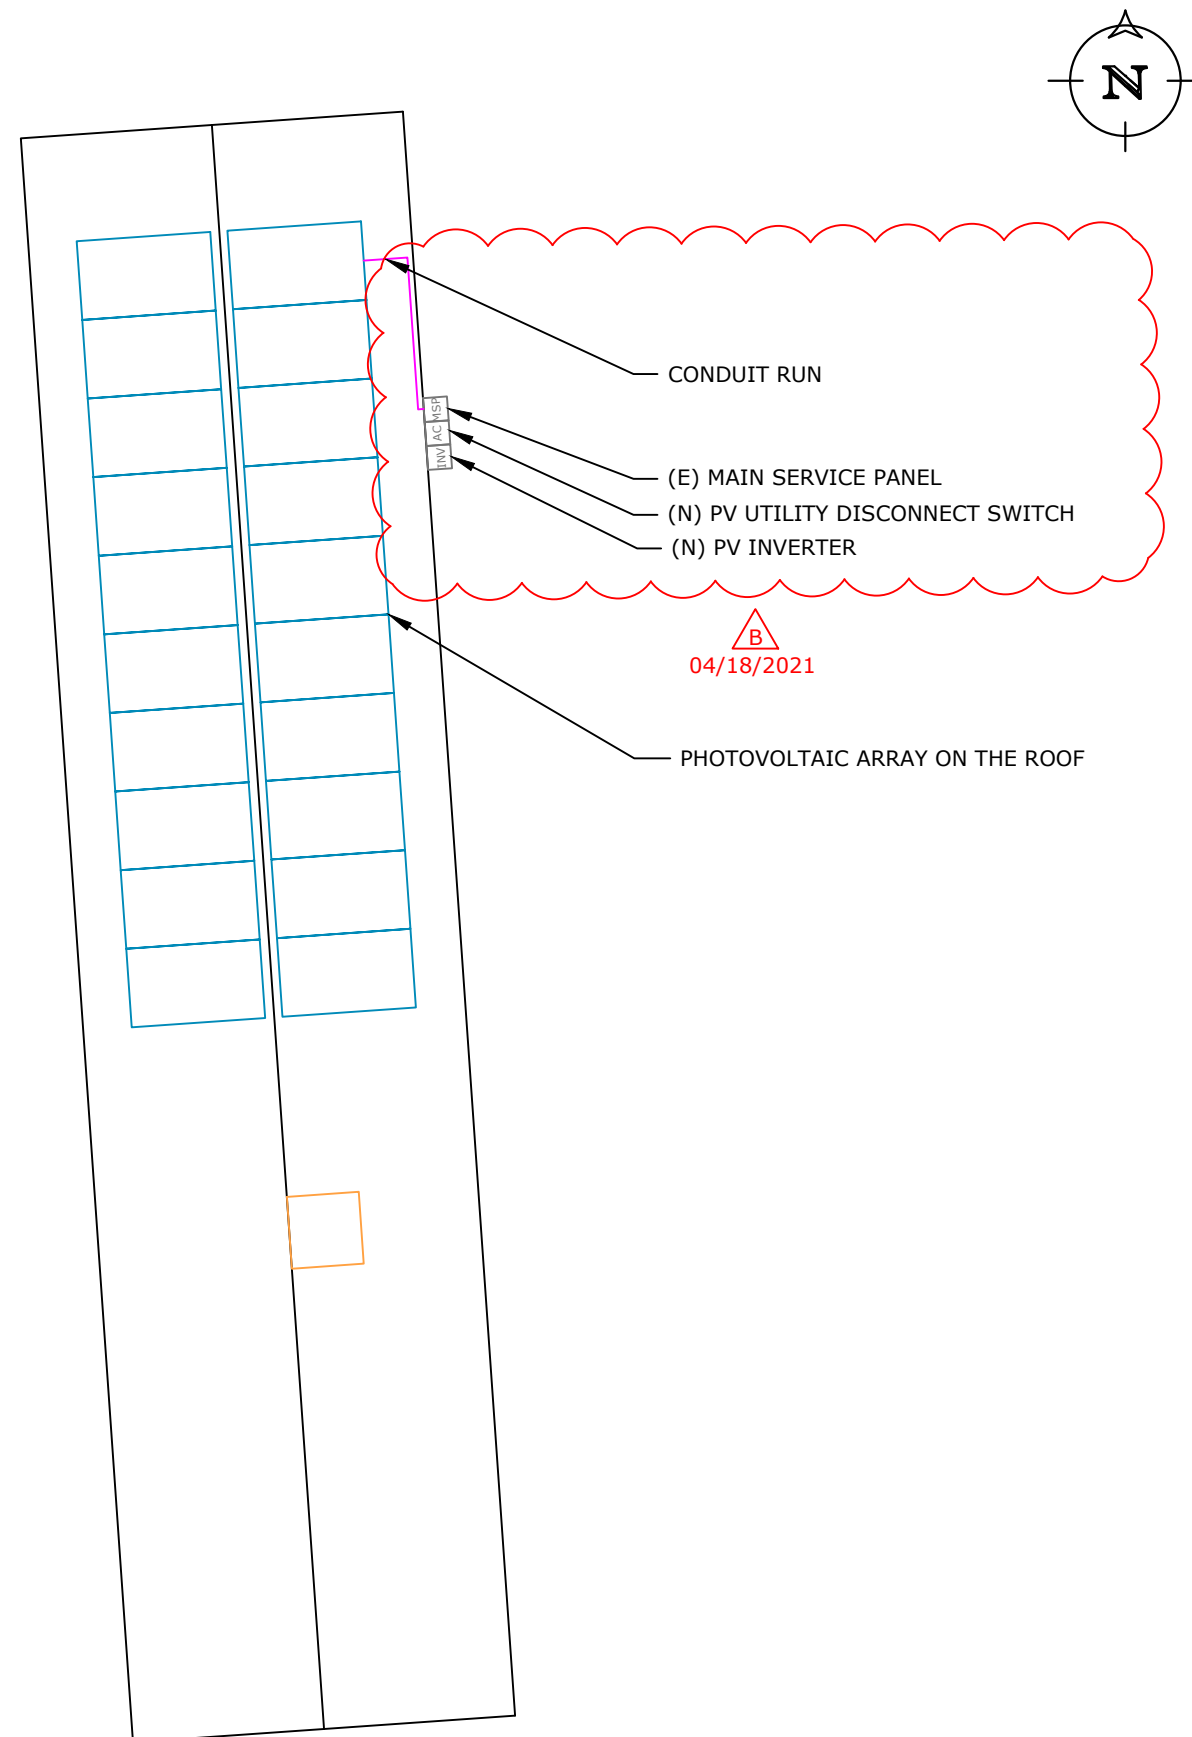 N
CONDUIT RUN
MSP
AC
INV
(E) MAIN SERVICE PANEL
(N) PV UTILITY DISCONNECT SWITCH
(N) PV INVERTER
B
04/18/2021
PHOTOVOLTAIC ARRAY ON THE ROOF